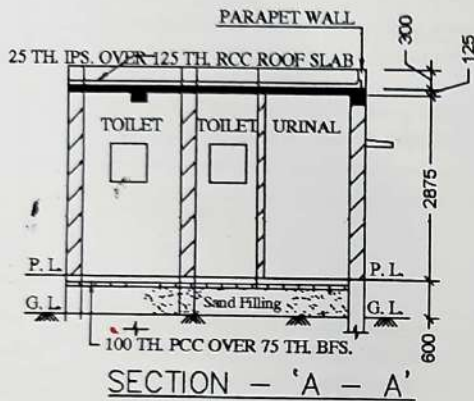 PARAPET WALL
25 TH. IPS. OVER 125 TH. RCC ROOF SLAB
300
125
TOILET
TOILET
URINAL
2875
P. L.
P. L.
G. L.
Sand Filling
G. L.
600
100 TH. PCC OVER 75 TH. BFS.
SECTION - 'A - A'